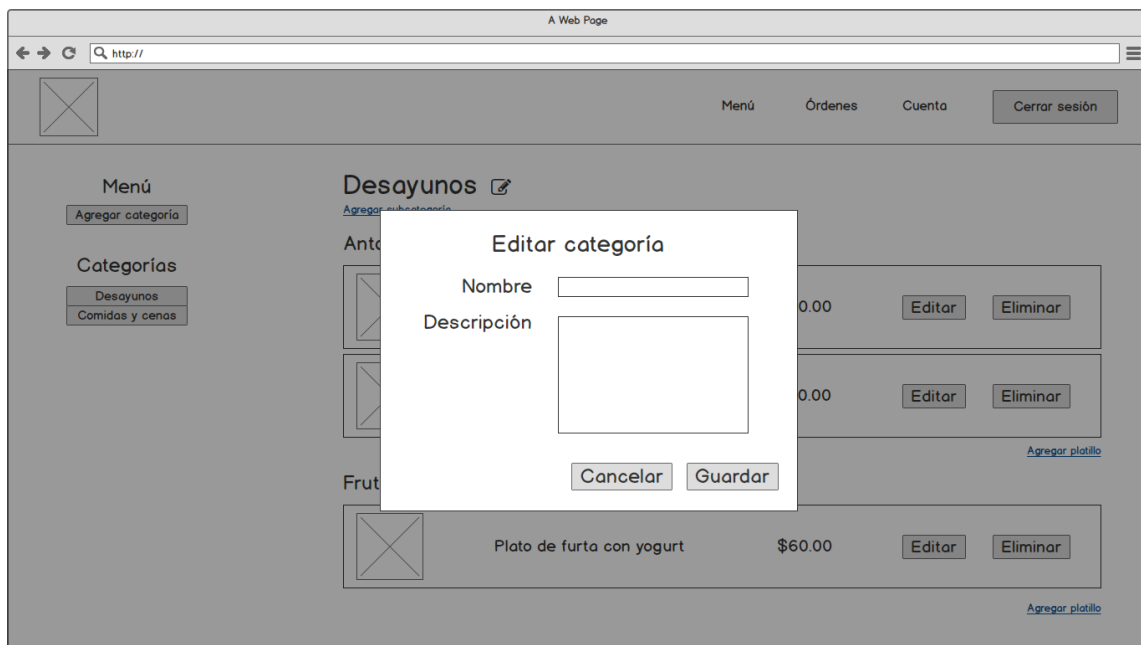 A Web Page
http://
Menú Órdenes Cuenta Cerrar sesión
Menú
Agregar categoría
Categorías
Desayunos
Comidas y cenas
Desayunos
Agregar subcategoría
Editar categoría
Nombre
Descripción
Cancelar Guardar
0.00 Editar Eliminar
0.00 Editar Eliminar
Agregar platillo
Plato de furta con yogurt $60.00 Editar Eliminar
Agregar platillo